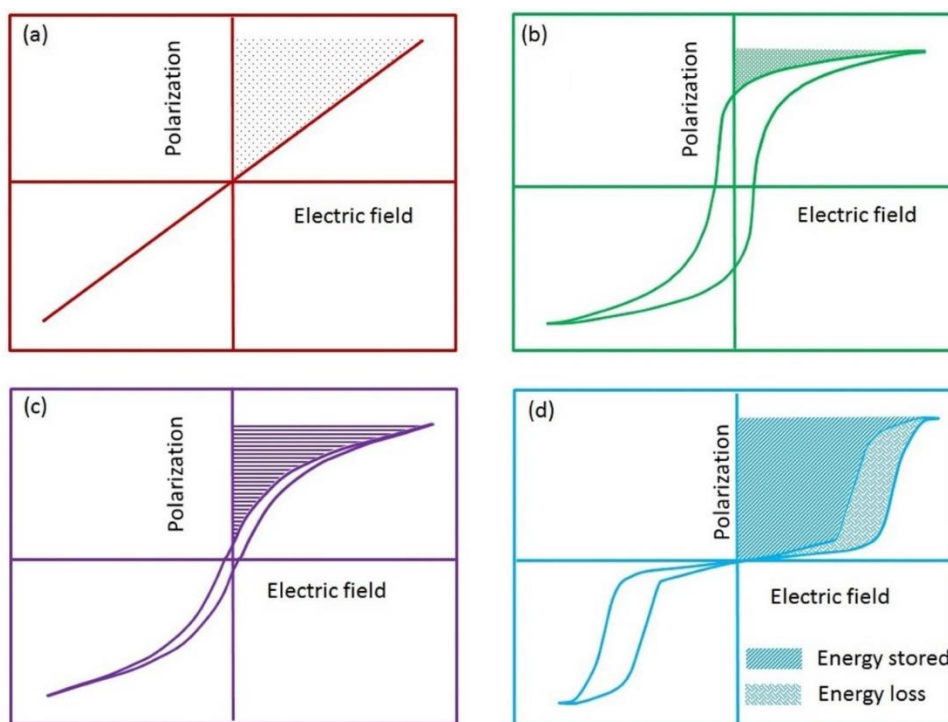 (a)
Polarization
Electric field
(b)
Polarization
Electric field
(c)
Polarization
Electric field
(d)
Polarization
Electric field
Energy stored
Energy loss